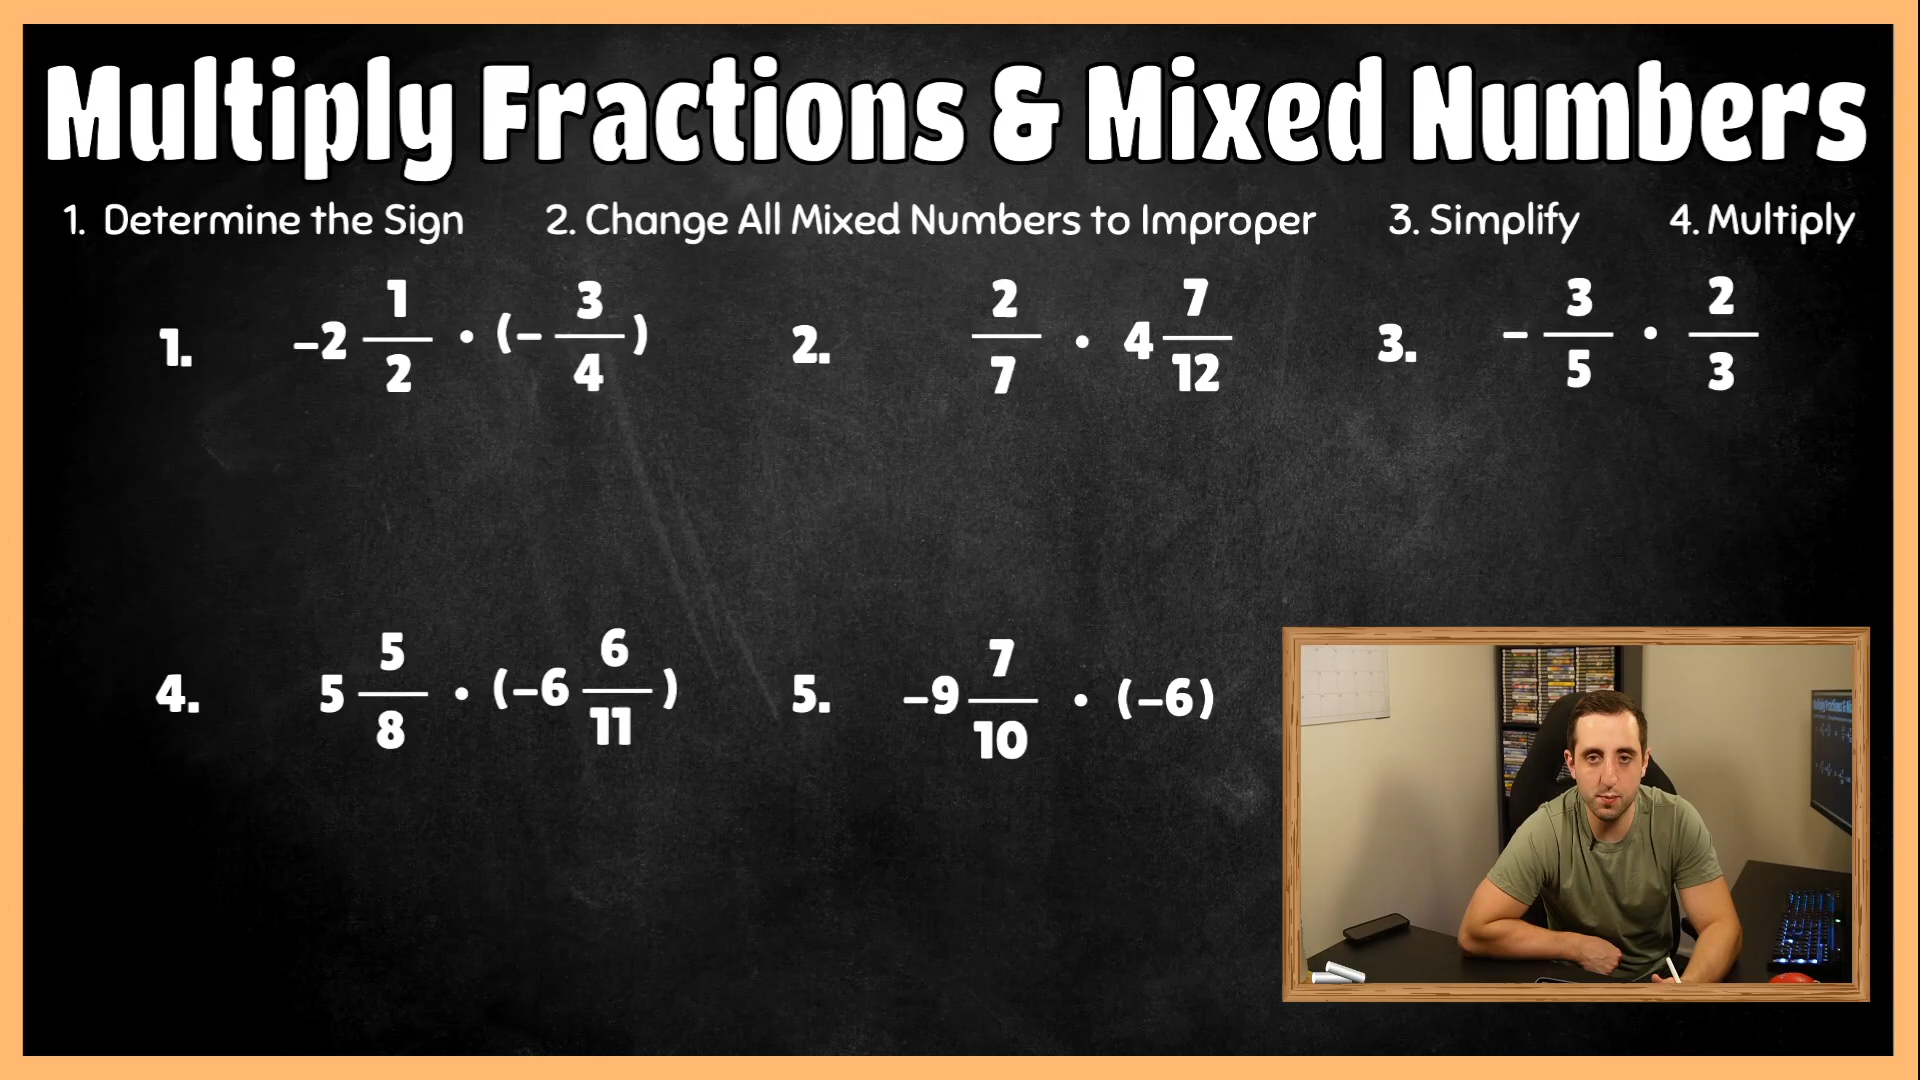 Multiply Fractions & Mixed Numbers
1. Determine the Sign 2. Change All Mixed Numbers to Improper 3. Simplify 4. Multiply
1. -2 1/2 · (- 3/4) 2. 2/7 · 4 7/12 3. - 3/5 · 2/3
4. 5 5/8 · (-6 6/11) 5. -9 7/10 · (-6)